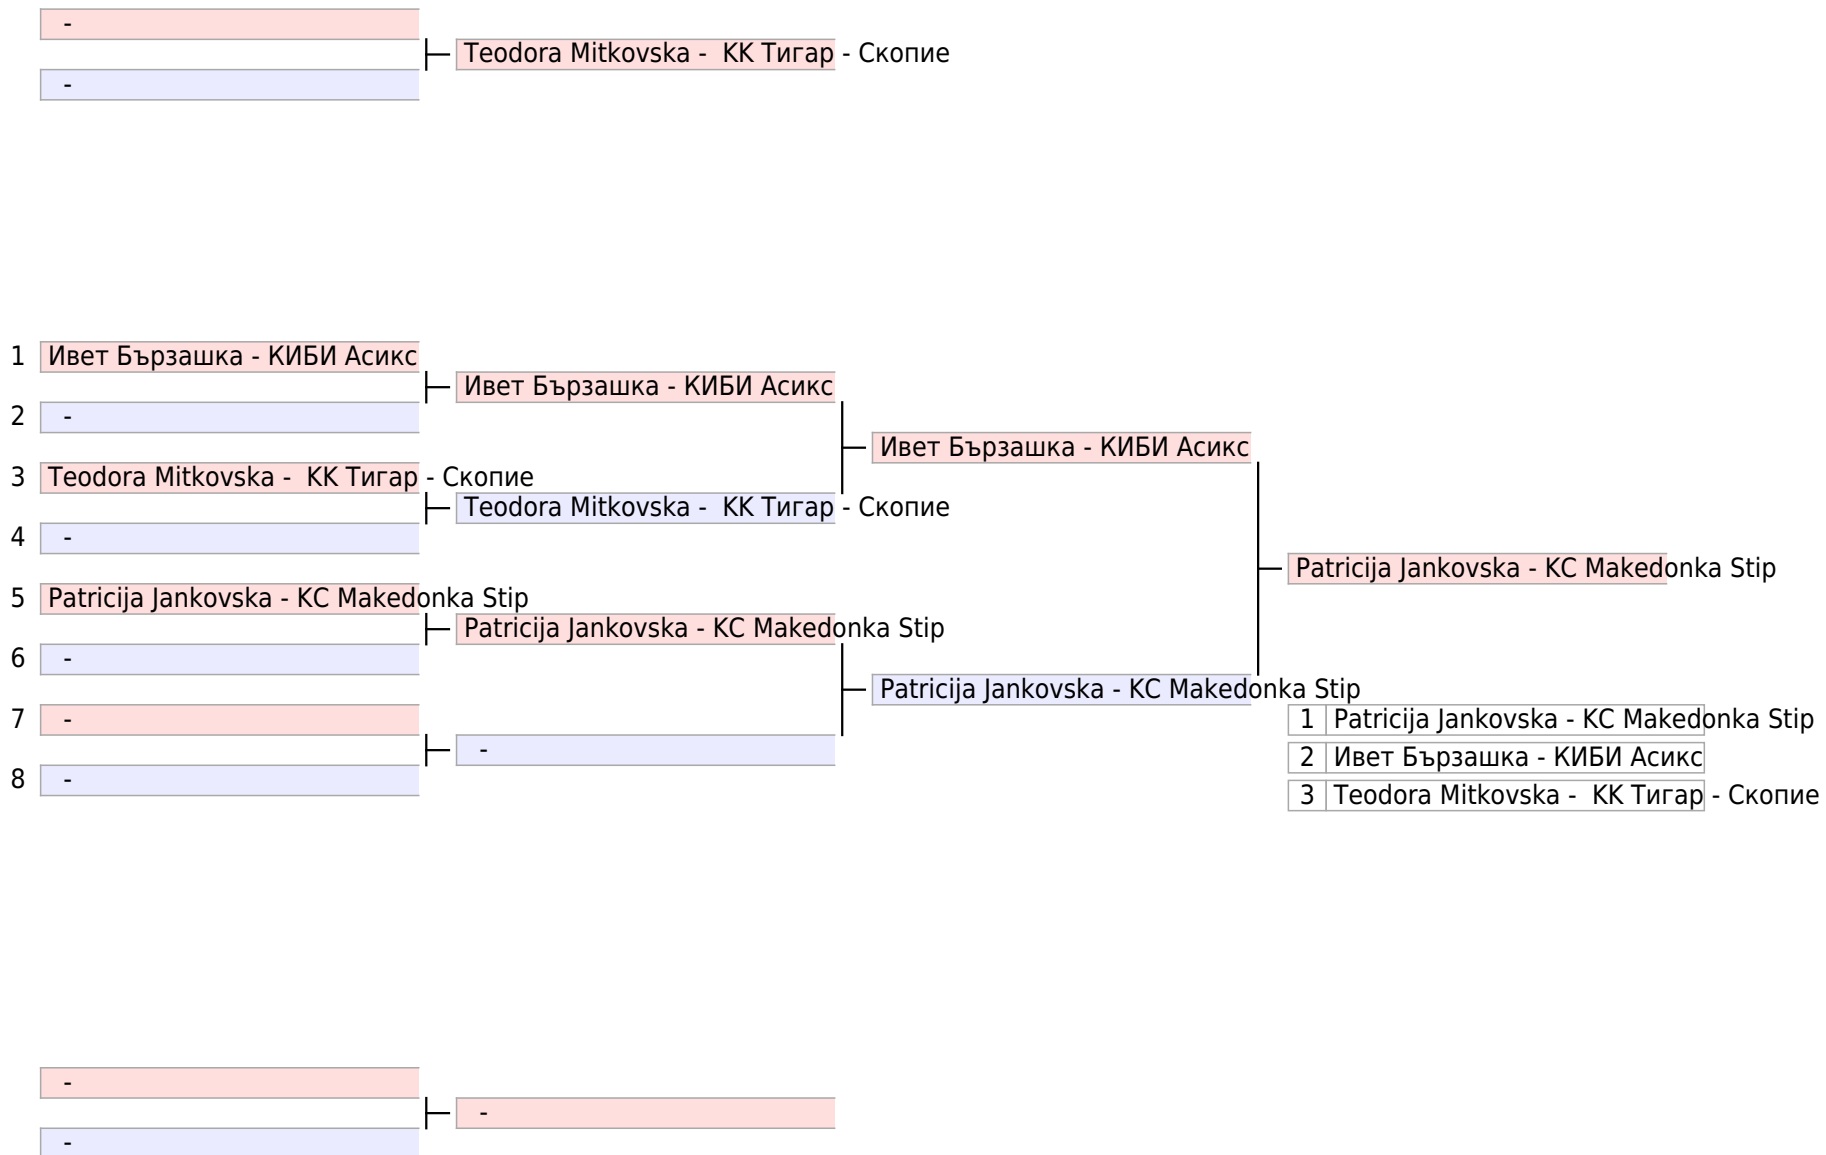 -
Teodora Mitkovska -  KK Тигар - Скопие
-
1 Ивет Бързашка - КИБИ Асикс
Ивет Бързашка - КИБИ Асикс
2 -
Ивет Бързашка - КИБИ Асикс
3 Teodora Mitkovska -  KK Тигар - Скопие
Teodora Mitkovska -  KK Тигар - Скопие
4 -
Patricija Jankovska - KC Makedonka Stip
5 Patricija Jankovska - KC Makedonka Stip
Patricija Jankovska - KC Makedonka Stip
6 -
Patricija Jankovska - KC Makedonka Stip
7 -
1 Patricija Jankovska - KC Makedonka Stip
-
2 Ивет Бързашка - КИБИ Асикс
8 -
3 Teodora Mitkovska -  KK Тигар - Скопие
-
-
-